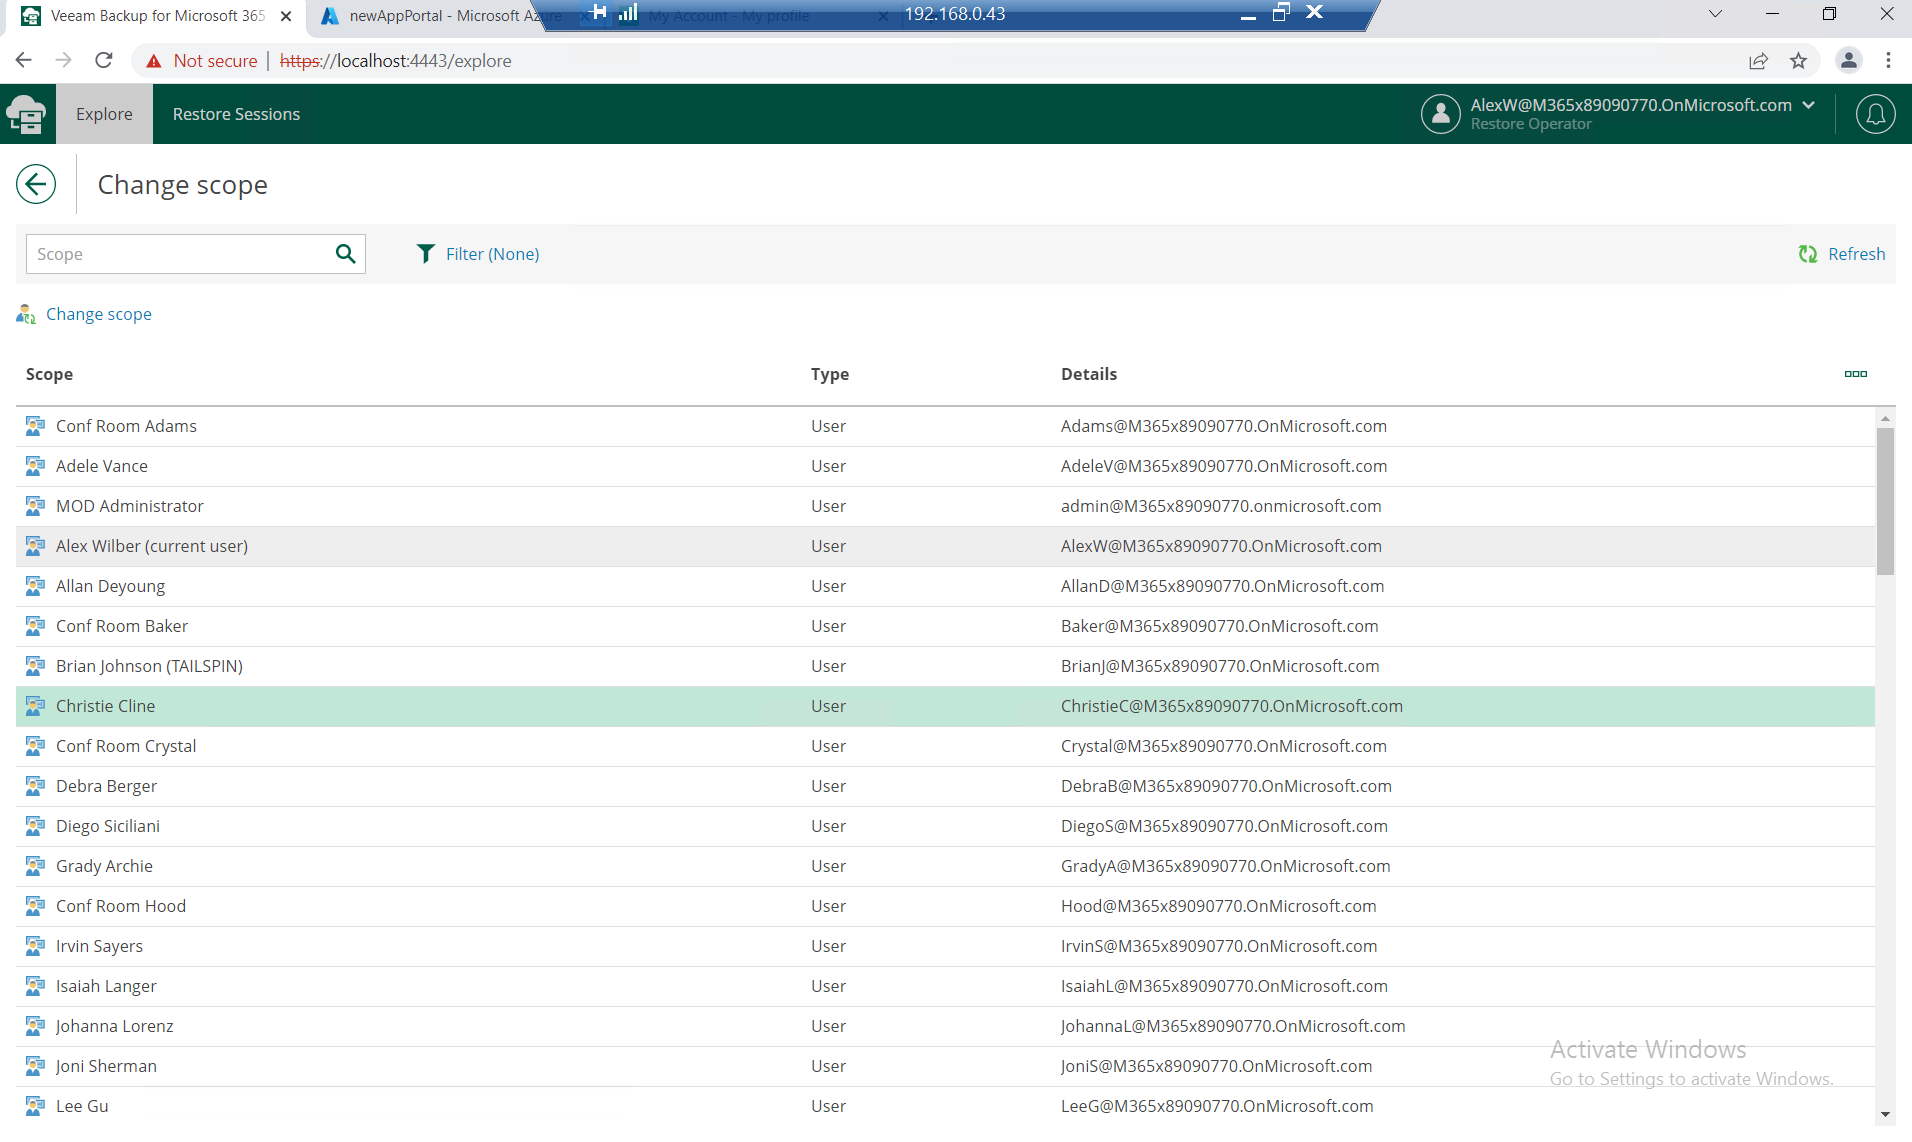 Veeam Backup for Microsoft 365
newAppPortal - Microsoft Azure
My Account - My profile
192.168.0.43
Not secure | https://localhost:4443/explore
Explore
Restore Sessions
AlexW@M365x89090770.OnMicrosoft.com
Restore Operator
Change scope
Scope
Filter (None)
Refresh
Change scope
Scope Type Details
Conf Room Adams User Adams@M365x89090770.OnMicrosoft.com
Adele Vance User AdeleV@M365x89090770.OnMicrosoft.com
MOD Administrator User admin@M365x89090770.onmicrosoft.com
Alex Wilber (current user) User AlexW@M365x89090770.OnMicrosoft.com
Allan Deyoung User AllanD@M365x89090770.OnMicrosoft.com
Conf Room Baker User Baker@M365x89090770.OnMicrosoft.com
Brian Johnson (TAILSPIN) User BrianJ@M365x89090770.OnMicrosoft.com
Christie Cline User ChristieC@M365x89090770.OnMicrosoft.com
Conf Room Crystal User Crystal@M365x89090770.OnMicrosoft.com
Debra Berger User DebraB@M365x89090770.OnMicrosoft.com
Diego Siciliani User DiegoS@M365x89090770.OnMicrosoft.com
Grady Archie User GradyA@M365x89090770.OnMicrosoft.com
Conf Room Hood User Hood@M365x89090770.OnMicrosoft.com
Irvin Sayers User IrvinS@M365x89090770.OnMicrosoft.com
Isaiah Langer User IsaiahL@M365x89090770.OnMicrosoft.com
Johanna Lorenz User JohannaL@M365x89090770.OnMicrosoft.com
Joni Sherman User JoniS@M365x89090770.OnMicrosoft.com
Lee Gu User LeeG@M365x89090770.OnMicrosoft.com
Activate Windows
Go to Settings to activate Windows.